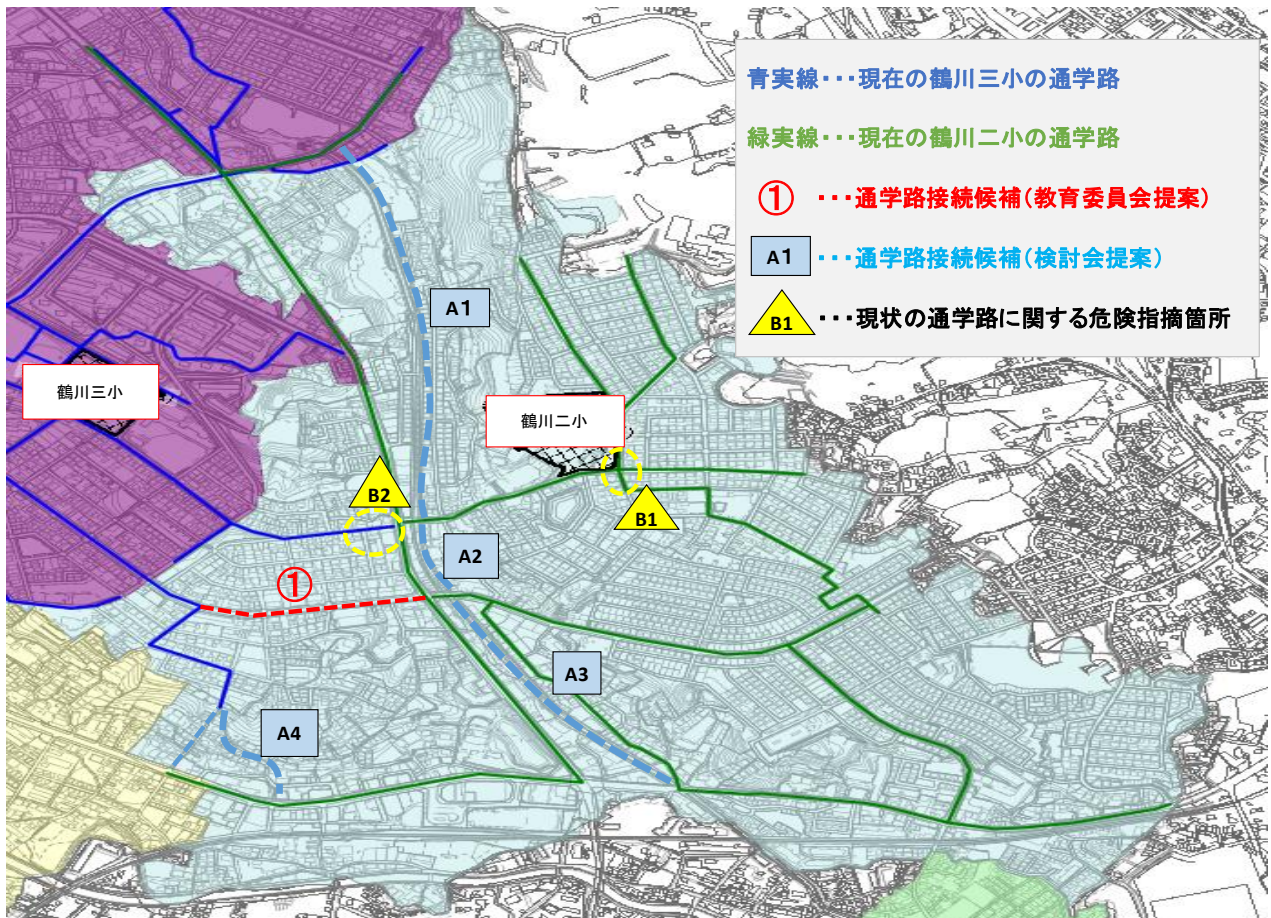 青実線・・・現在の鶴川三小の通学路
緑実線・・・現在の鶴川二小の通学路
① ・・・通学路接続候補(教育委員会提案)
A1 ・・・通学路接続候補(検討会提案)
B1 ・・・現状の通学路に関する危険指摘箇所
A1
鶴川三小
鶴川二小
B2
B1
A2
①
A3
A4